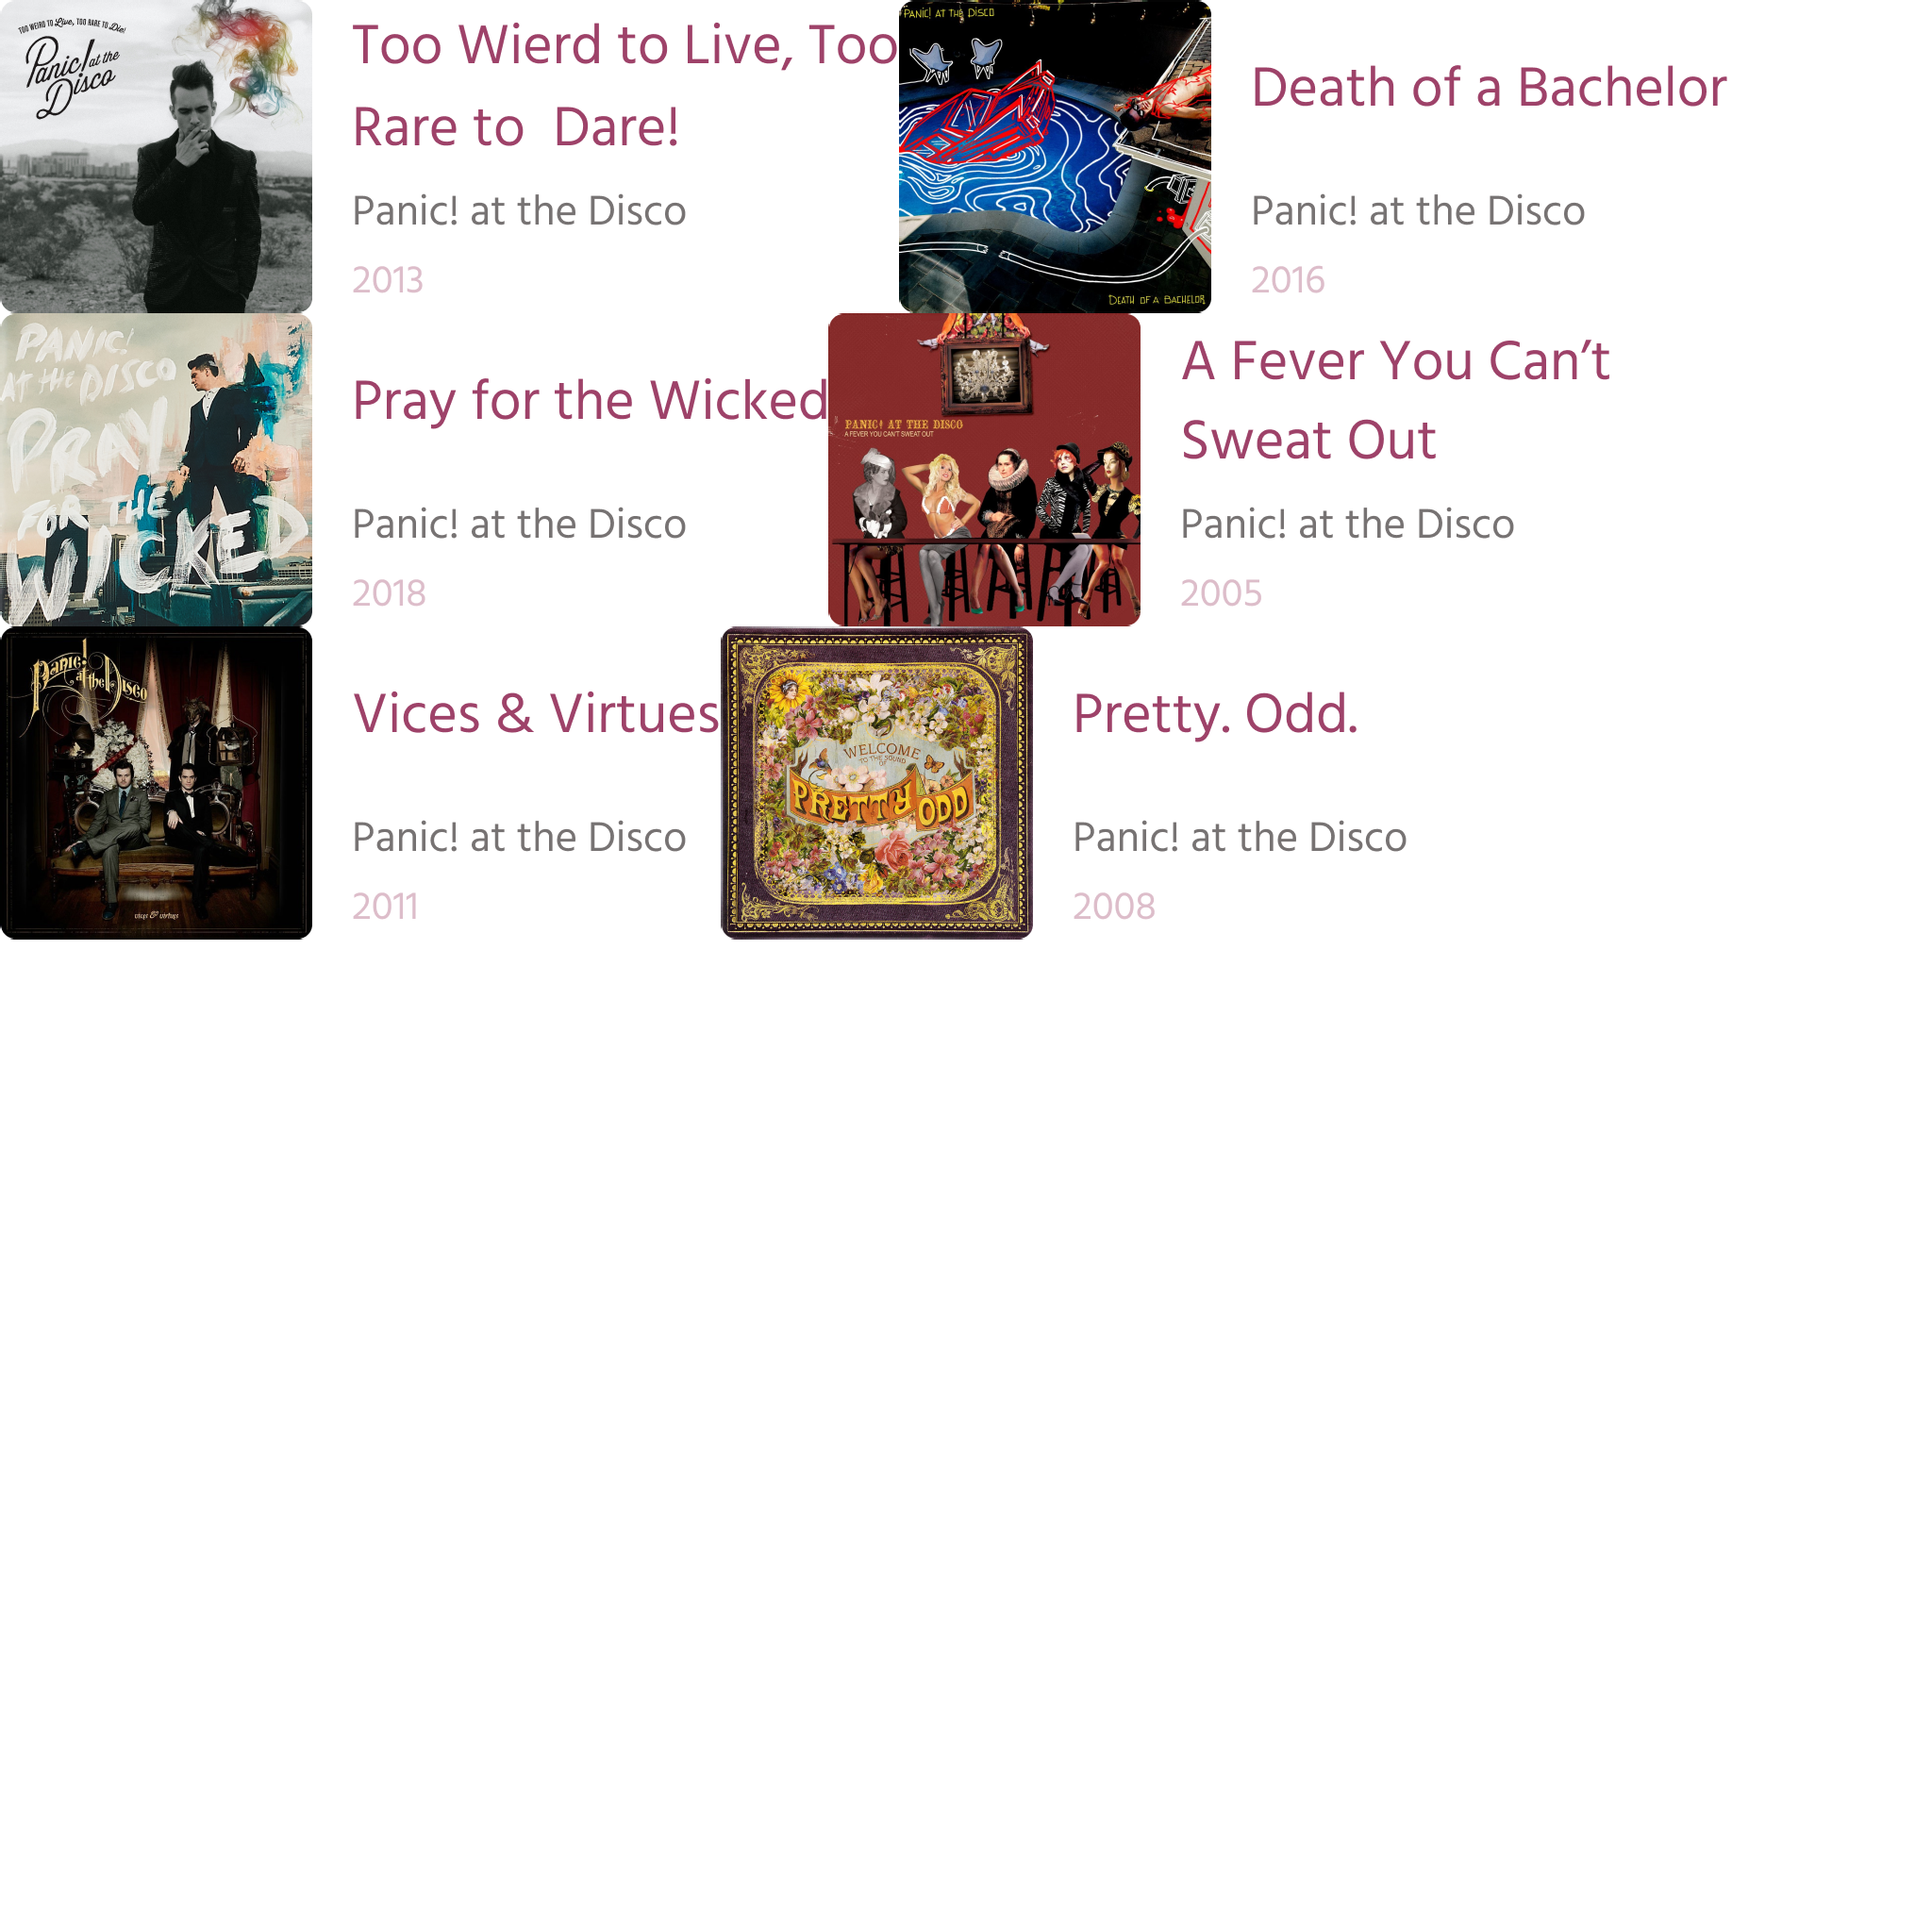 TOO WEIRD TO Live, TOO RARE TO Die!
Panic! at the
Disco
Too Wierd to Live, Too
Rare to  Dare!
Panic! at the Disco
2013
PANIC! AT THE DISCO
DEATH OF A BACHELOR
Death of a Bachelor
Panic! at the Disco
2016
PANIC!
AT THE DISCO
PRAY
FOR THE
WICKED
Pray for the Wicked
Panic! at the Disco
2018
PANIC! AT THE DISCO
A FEVER YOU CAN'T SWEAT OUT
A Fever You Can’t
Sweat Out
Panic! at the Disco
2005
Panic!
at the Disco
vices & virtues
Vices & Virtues
Panic! at the Disco
2011
WELCOME
TO THE SOUND
OF
PRETTY ODD
Pretty. Odd.
Panic! at the Disco
2008